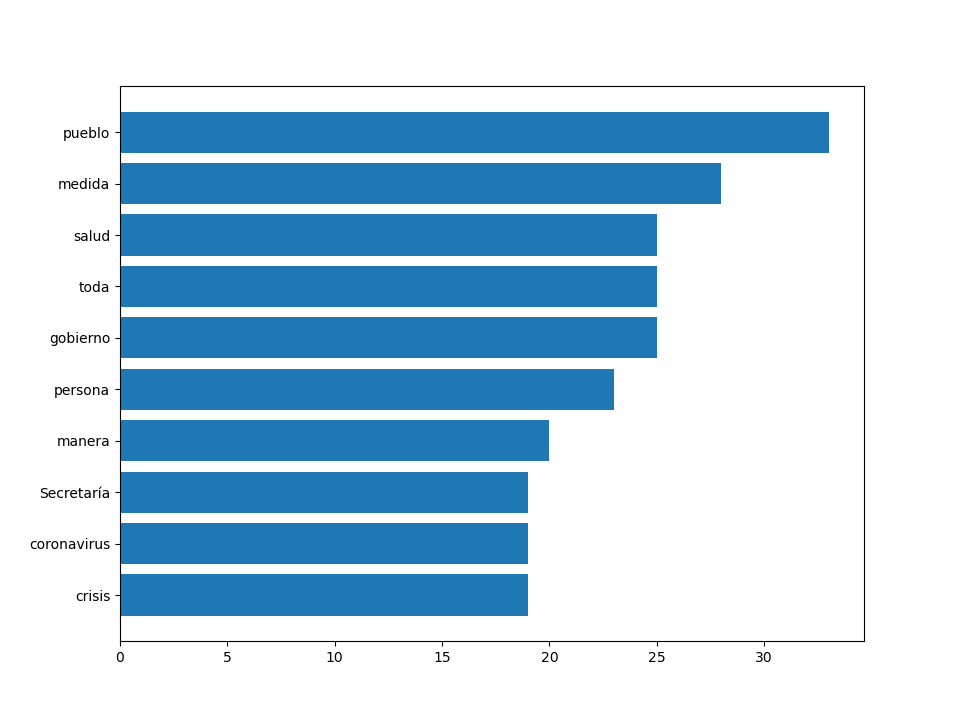 pueblo
medida
salud
toda
gobierno
persona
manera
Secretaría
coronavirus
crisis
0 5 10 15 20 25 30